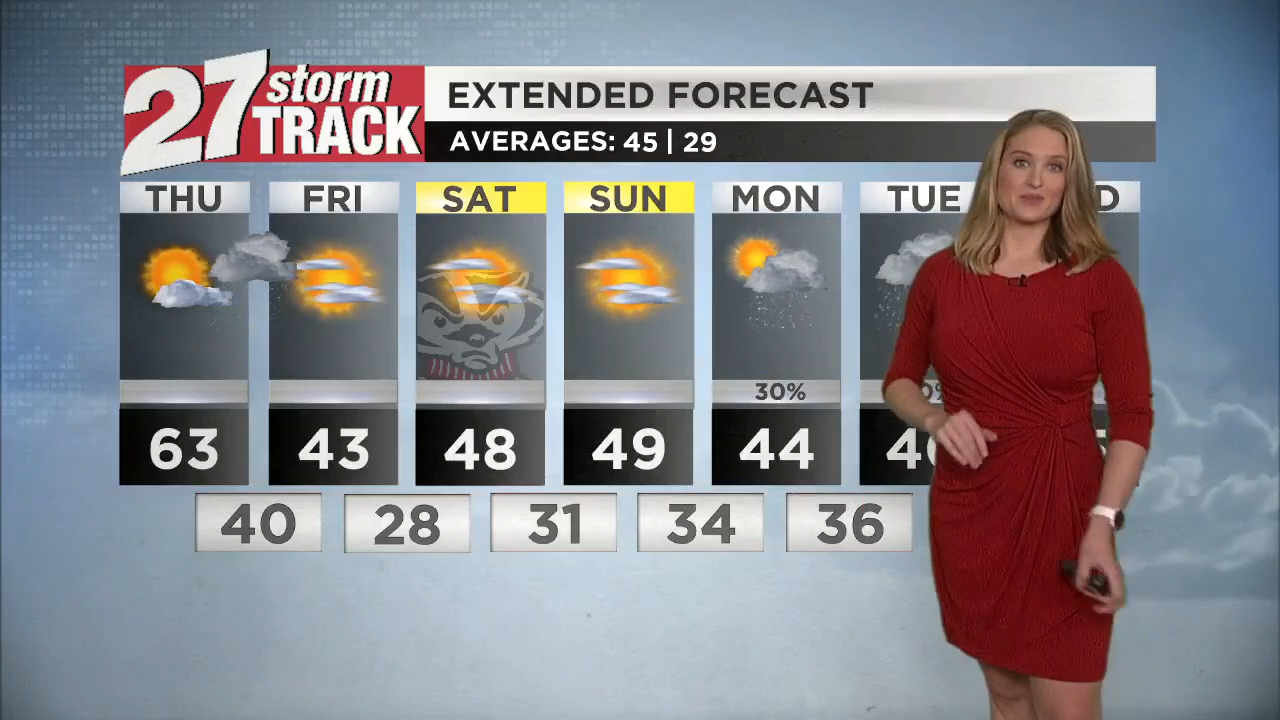 27 storm TRACK
EXTENDED FORECAST
AVERAGES: 45 | 29
THU FRI SAT SUN MON TUE
30%
63 43 48 49 44
40 28 31 34 36